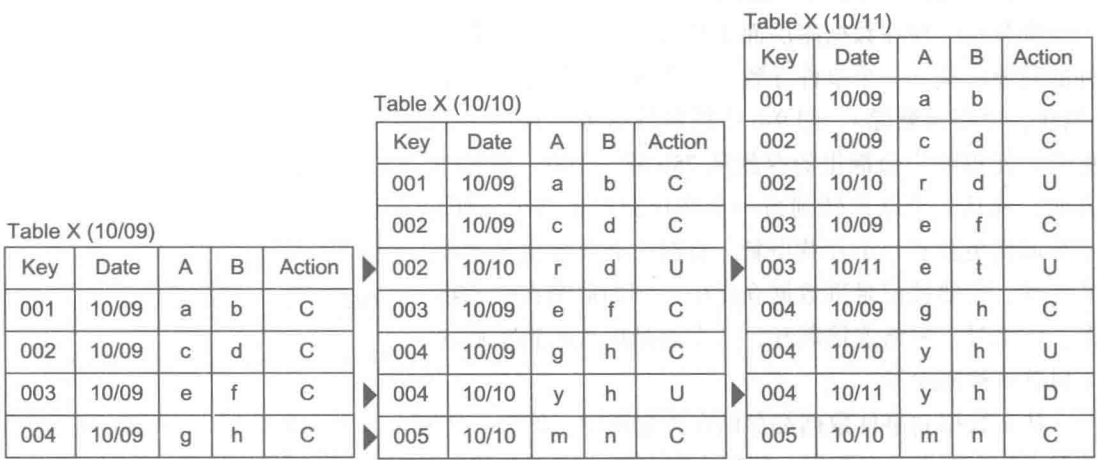 Table X (10/09)
Key Date A B Action
001 10/09 a b C
002 10/09 c d C
003 10/09 e f C
004 10/09 g h C
Table X (10/10)
Key Date A B Action
001 10/09 a b C
002 10/09 c d C
002 10/10 r d U
003 10/09 e f C
004 10/09 g h C
004 10/10 y h U
005 10/10 m n C
Table X (10/11)
Key Date A B Action
001 10/09 a b C
002 10/09 c d C
002 10/10 r d U
003 10/09 e f C
003 10/11 e t U
004 10/09 g h C
004 10/10 y h U
004 10/11 y h D
005 10/10 m n C